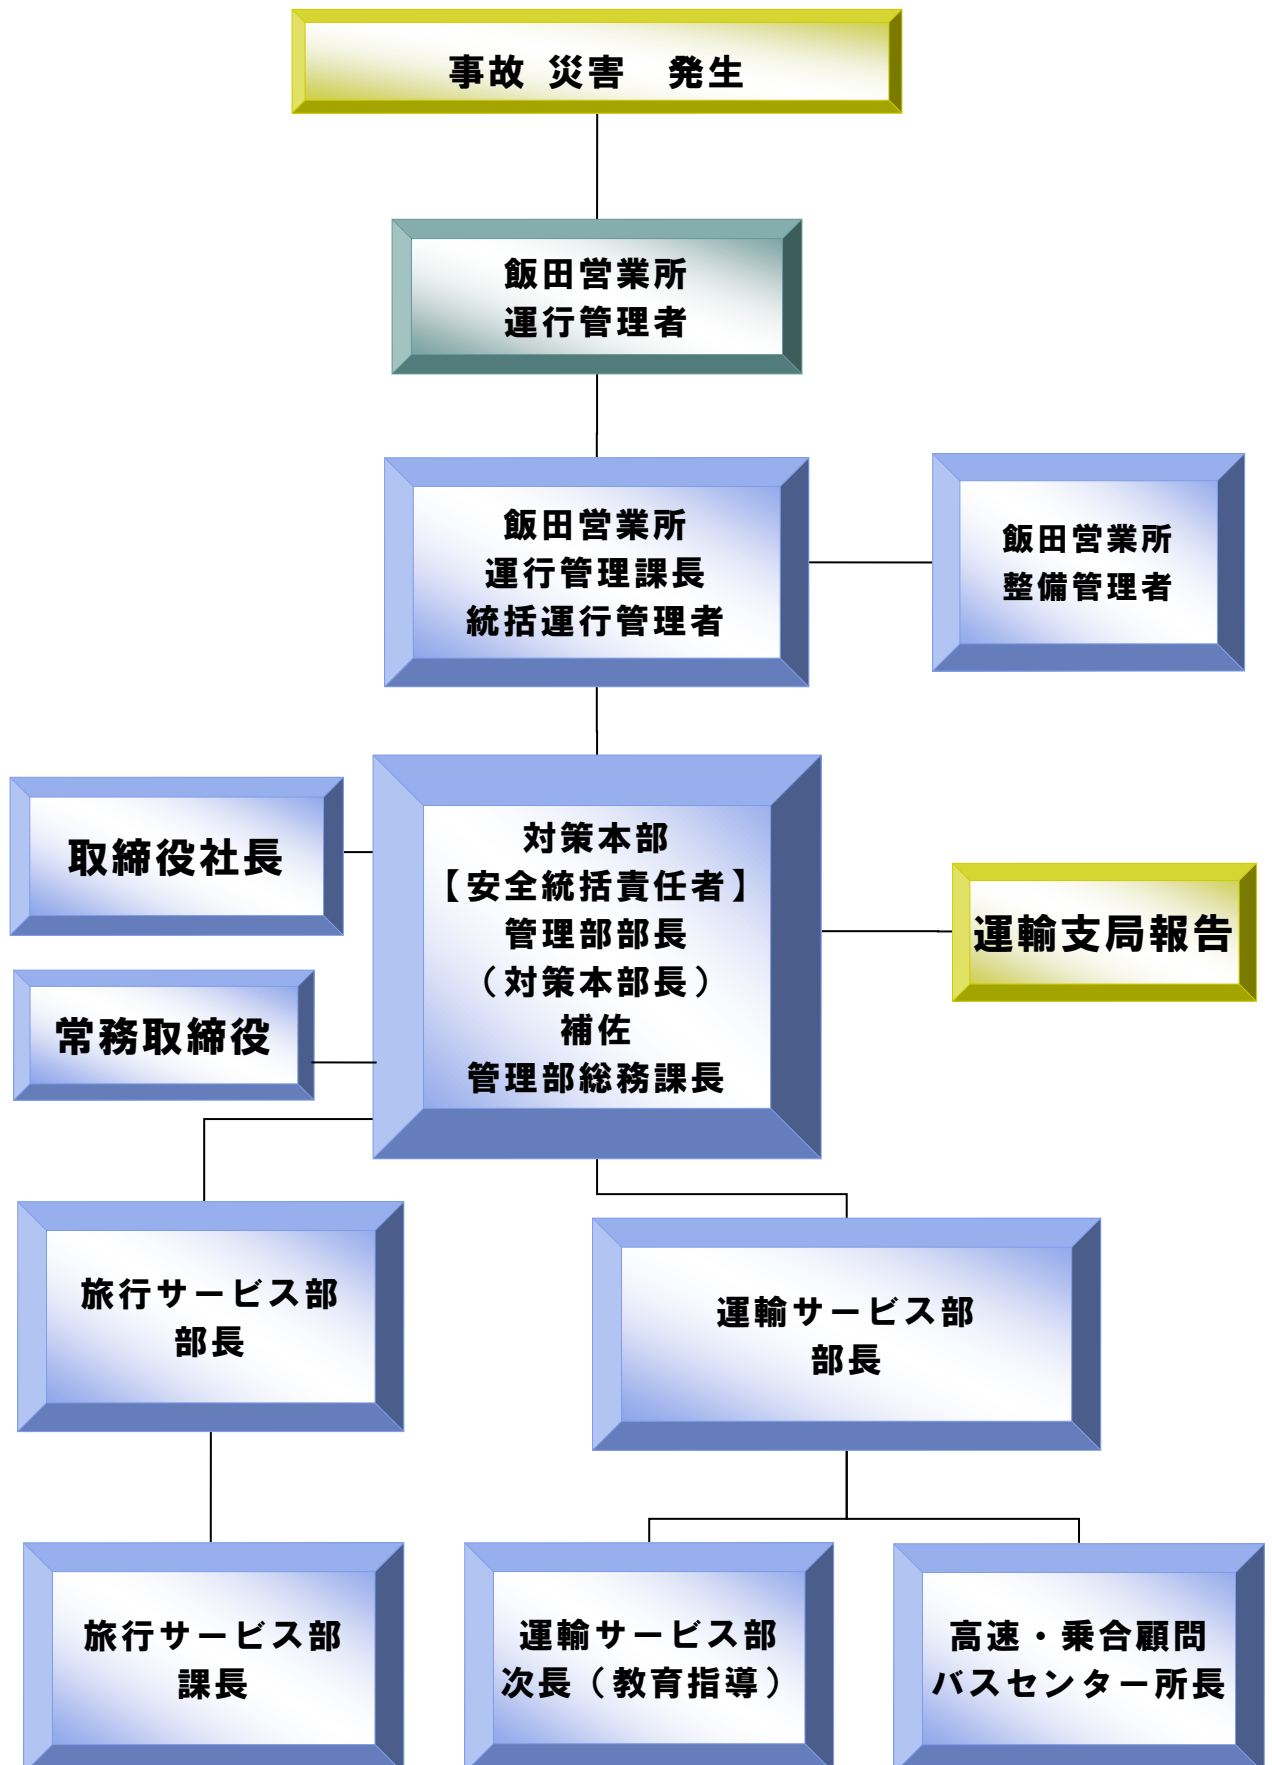 事故 災害　発生
飯田営業所
運行管理者
飯田営業所
運行管理課長
統括運行管理者
飯田営業所
整備管理者
取締役社長
対策本部
【安全統括責任者】
管理部部長
（対策本部長）
補佐
管理部総務課長
運輸支局報告
常務取締役
旅行サービス部
部長
運輸サービス部
部長
旅行サービス部
課長
運輸サービス部
次長（教育指導）
高速・乗合顧問
バスセンター所長